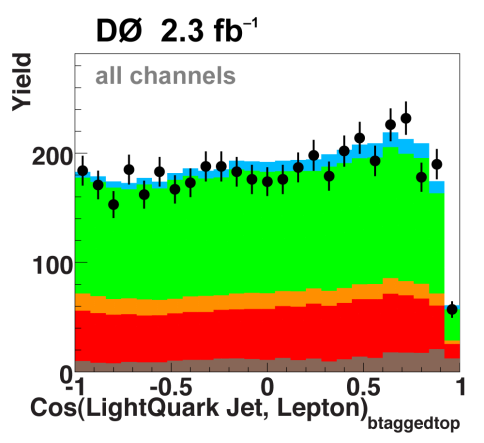 DØ 2.3 fb⁻¹
all channels
Yield
200
100
0
-1 -0.5 0 0.5 1
Cos(LightQuark Jet, Lepton)btaggedtop